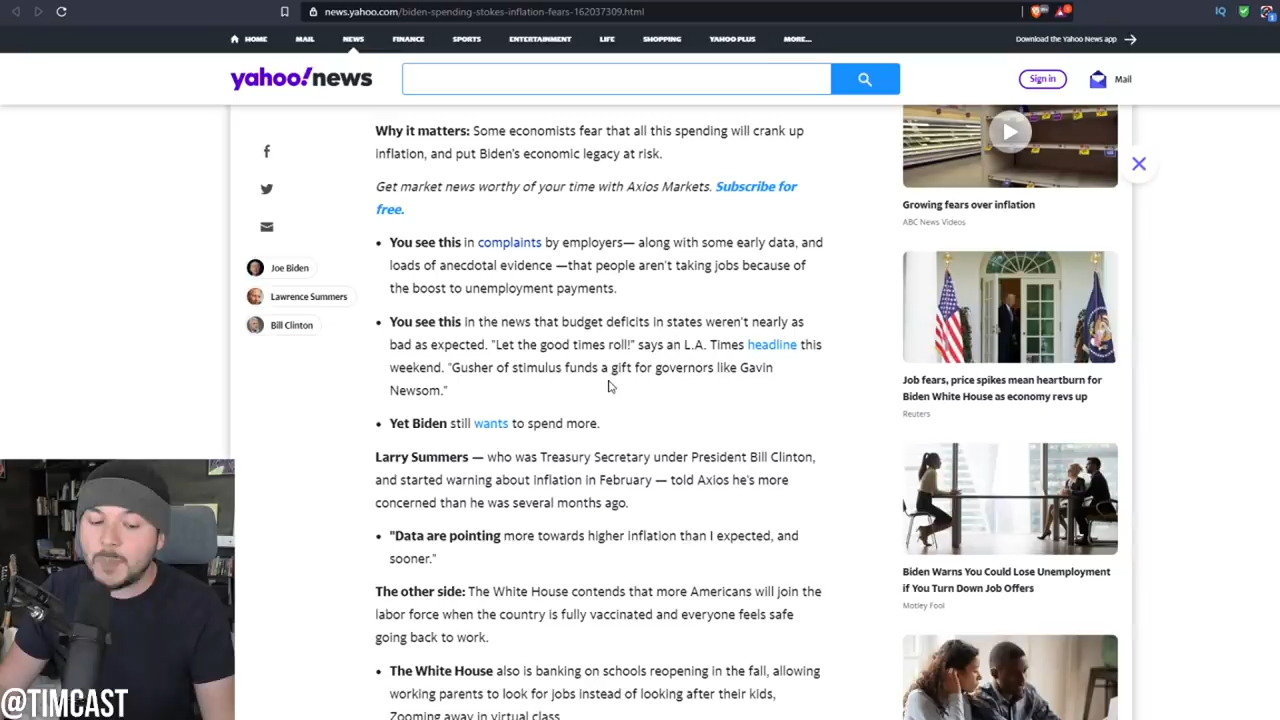 news.yahoo.com/biden-spending-stokes-inflation-fears-162037309.html
IQ
HOME
MAIL
NEWS
FINANCE
SPORTS
ENTERTAINMENT
LIFE
SHOPPING
YAHOO PLUS
MORE...
Download the Yahoo News app
yahoo!news
Sign in
Mail
Why it matters: Some economists fear that all this spending will crank up
inflation, and put Biden's economic legacy at risk.
Get market news worthy of your time with Axios Markets. Subscribe for
free.
• You see this in complaints by employers— along with some early data, and
loads of anecdotal evidence —that people aren't taking jobs because of
the boost to unemployment payments.
• You see this in the news that budget deficits in states weren't nearly as
bad as expected. "Let the good times roll!" says an L.A. Times headline this
weekend. "Gusher of stimulus funds a gift for governors like Gavin
Newsom."
• Yet Biden still wants to spend more.
Larry Summers — who was Treasury Secretary under President Bill Clinton,
and started warning about inflation in February — told Axios he's more
concerned than he was several months ago.
• "Data are pointing more towards higher inflation than I expected, and
sooner."
The other side: The White House contends that more Americans will join the
labor force when the country is fully vaccinated and everyone feels safe
going back to work.
• The White House also is banking on schools reopening in the fall, allowing
working parents to look for jobs instead of looking after their kids,
Zooming away in virtual class
Joe Biden
Lawrence Summers
Bill Clinton
Growing fears over inflation
ABC News Videos
Job fears, price spikes mean heartburn for
Biden White House as economy revs up
Reuters
Biden Warns You Could Lose Unemployment
if You Turn Down Job Offers
Motley Fool
@TIMCAST